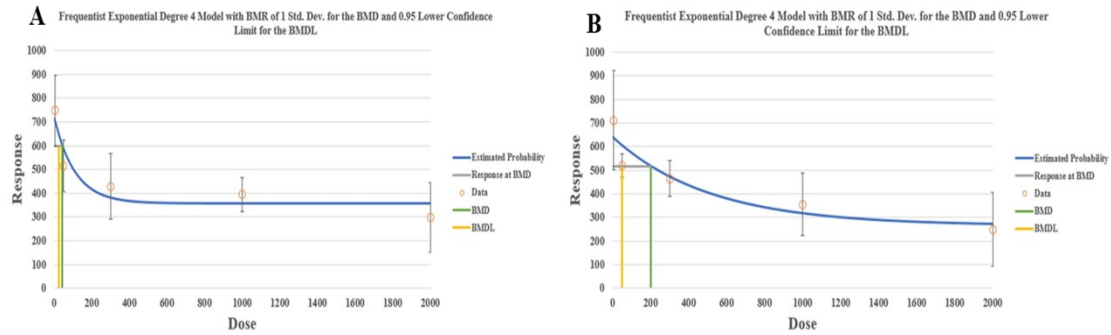 A
Frequentist Exponential Degree 4 Model with BMR of 1 Std. Dev. for the BMD and 0.95 Lower Confidence
Limit for the BMDL
1000
900
800
700
600
500
400
300
200
100
0
Response
0 200 400 600 800 1000 1200 1400 1600 1800 2000
Dose
Estimated Probability
Response at BMD
Data
BMD
BMDL
B
Frequentist Exponential Degree 4 Model with BMR of 1 Std. Dev. for the BMD and 0.95 Lower
Confidence Limit for the BMDL
1000
900
800
700
600
500
400
300
200
100
0
Response
0 200 400 600 800 1000 1200 1400 1600 1800 2000
Dose
Estimated Probability
Response at BMD
Data
BMD
BMDL